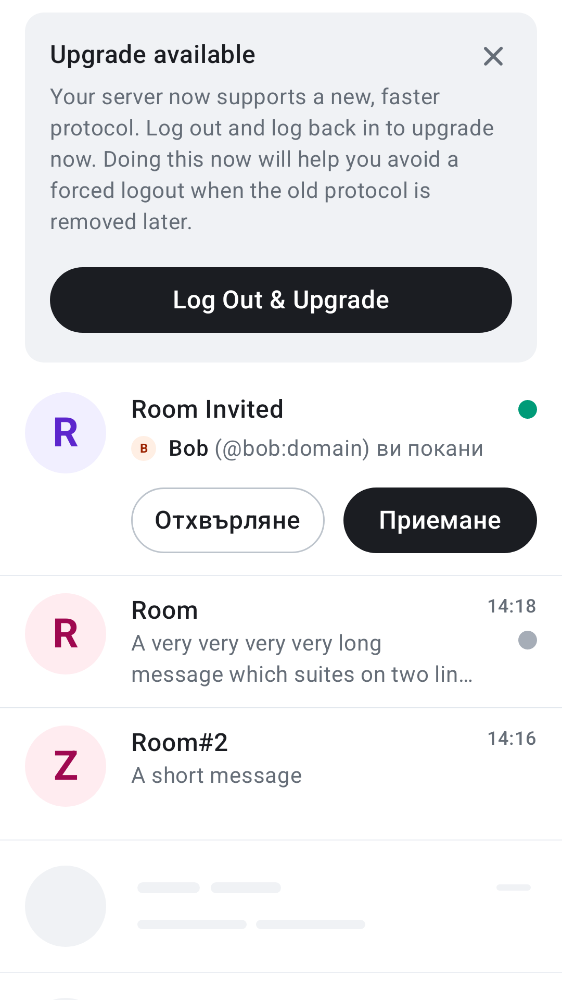 Upgrade available
Your server now supports a new, faster
protocol. Log out and log back in to upgrade
now. Doing this now will help you avoid a
forced logout when the old protocol is
removed later.
Log Out & Upgrade
R
Room Invited
B Bob (@bob:domain) ви покани
Отхвърляне Приемане
R
Room 14:18
A very very very very long
message which suites on two lin…
Z
Room#2 14:16
A short message